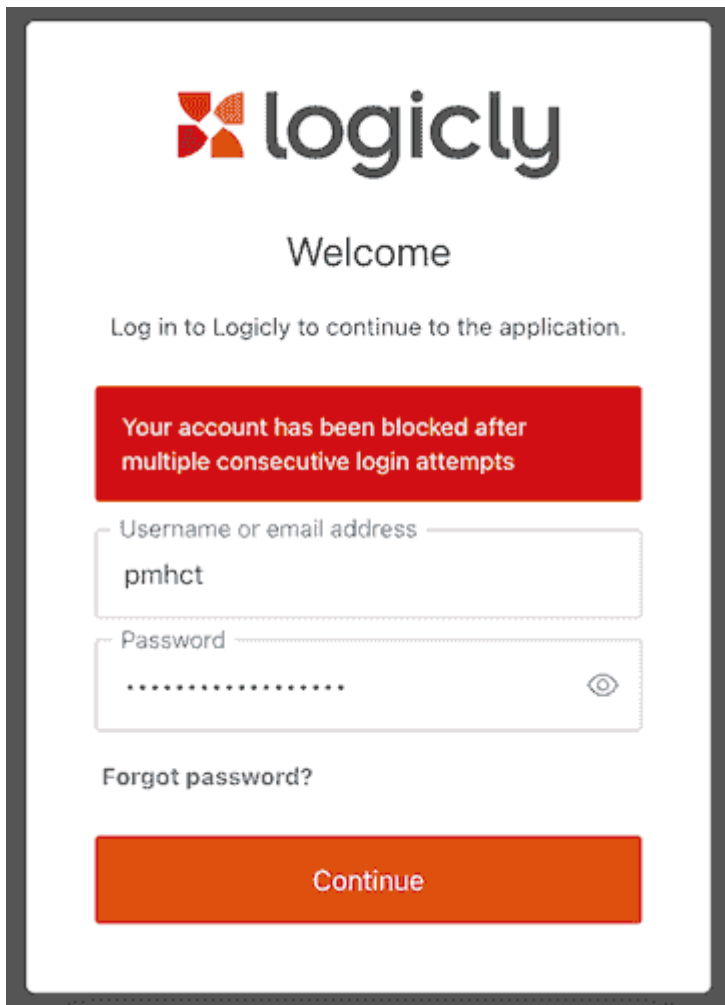 logicly
Welcome
Log in to Logicly to continue to the application.
Your account has been blocked after
multiple consecutive login attempts
Username or email address
pmhct
Password
••••••••••••••••••
Forgot password?
Continue